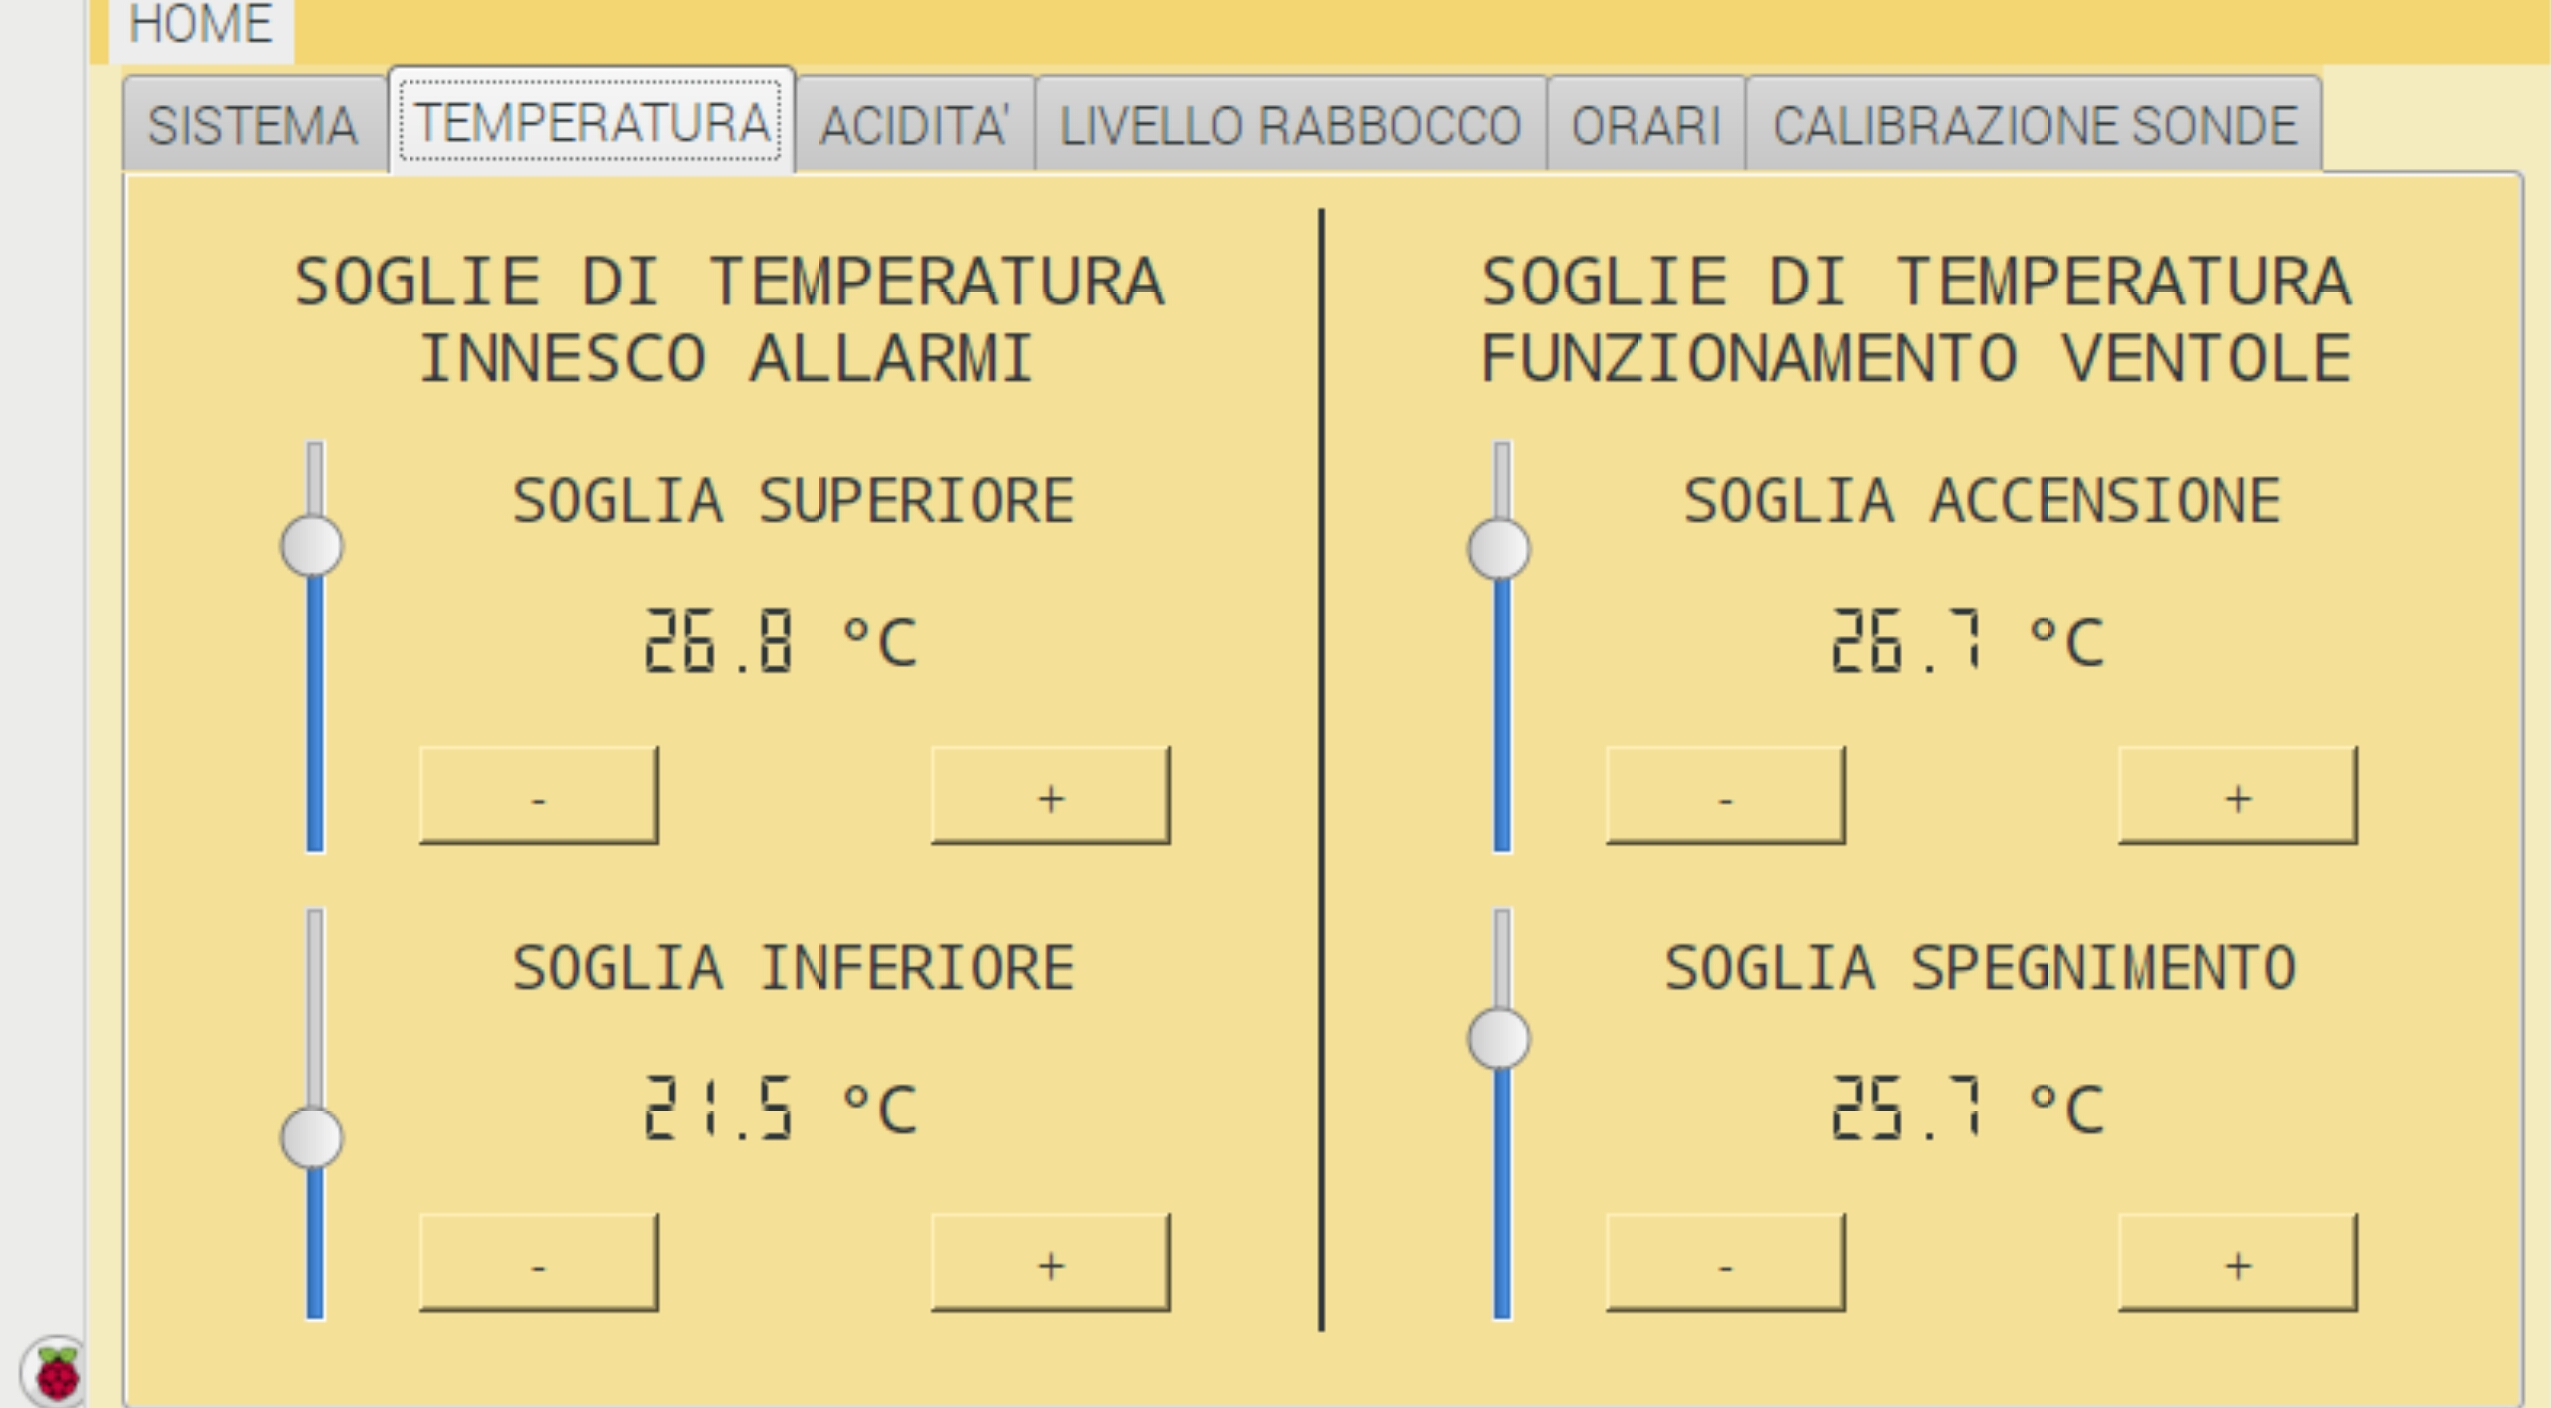 HOME
SISTEMA TEMPERATURA ACIDITA' LIVELLO RABBOCCO ORARI CALIBRAZIONE SONDE
SOGLIE DI TEMPERATURA
INNESCO ALLARMI
SOGLIA SUPERIORE
26.8 °C
- +
SOGLIA INFERIORE
21.5 °C
- +
SOGLIE DI TEMPERATURA
FUNZIONAMENTO VENTOLE
SOGLIA ACCENSIONE
26.7 °C
- +
SOGLIA SPEGNIMENTO
25.7 °C
- +